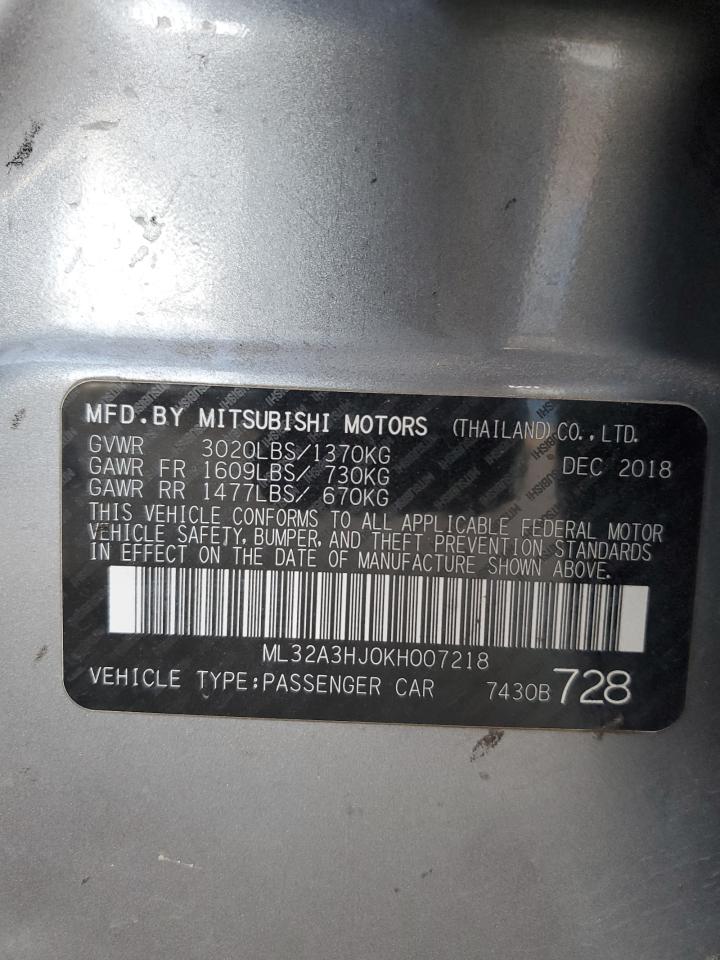 MFD.BY MITSUBISHI MOTORS (THAILAND)CO.,LTD.
GVWR 3020LBS/1370KG DEC 2018
GAWR FR 1609LBS/ 730KG
GAWR RR 1477LBS/ 670KG
THIS VEHICLE CONFORMS TO ALL APPLICABLE FEDERAL MOTOR
VEHICLE SAFETY, BUMPER, AND THEFT PREVENTION STANDARDS
IN EFFECT ON THE DATE OF MANUFACTURE SHOWN ABOVE.
ML32A3HJ0KH007218
VEHICLE TYPE:PASSENGER CAR 7430B 728